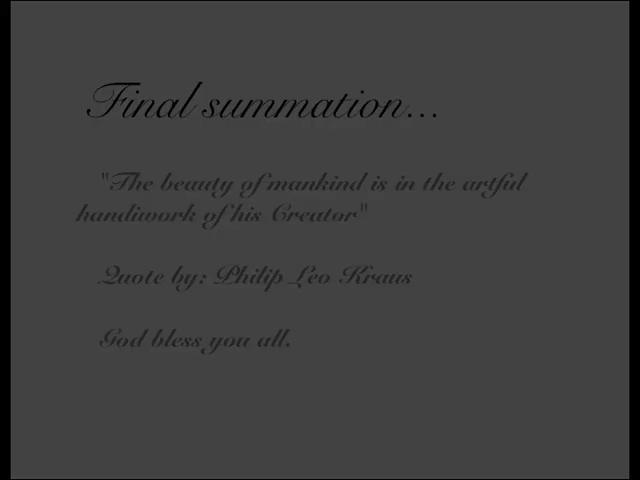 Final summation...
"The beauty of mankind is in the artful
handiwork of his Creator"
Quote by: Philip Leo Kraus
God bless you all.